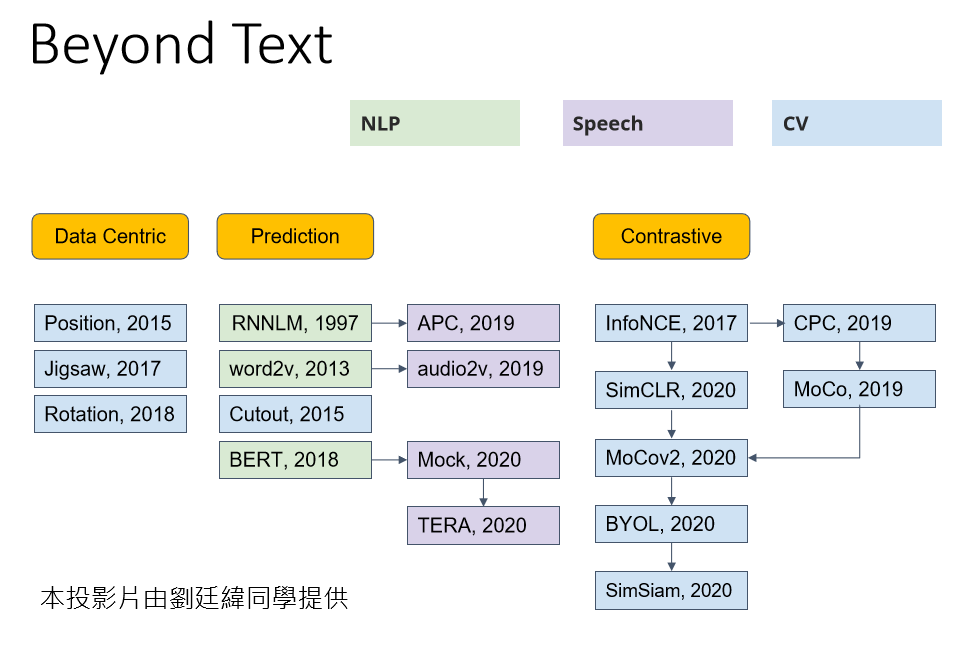 Beyond Text
NLP
Speech
CV
Data Centric
Prediction
Contrastive
Position, 2015
Jigsaw, 2017
Rotation, 2018
RNNLM, 1997
word2v, 2013
Cutout, 2015
BERT, 2018
APC, 2019
audio2v, 2019
Mock, 2020
TERA, 2020
InfoNCE, 2017
SimCLR, 2020
MoCov2, 2020
BYOL, 2020
SimSiam, 2020
CPC, 2019
MoCo, 2019
本投影片由劉廷緯同學提供